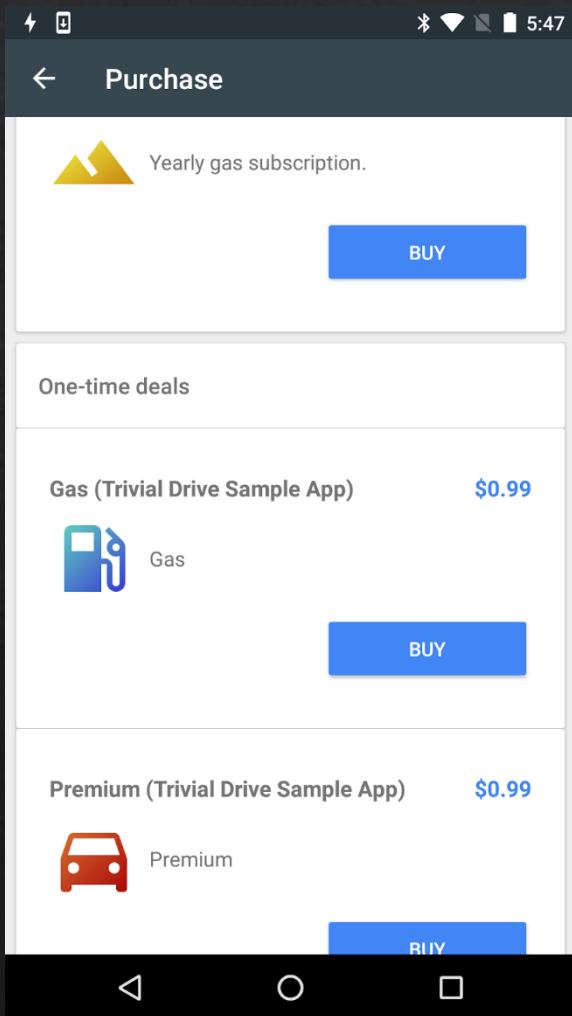 5:47
Purchase
Yearly gas subscription.
BUY
One-time deals
Gas (Trivial Drive Sample App) $0.99
Gas
BUY
Premium (Trivial Drive Sample App) $0.99
Premium
BUY